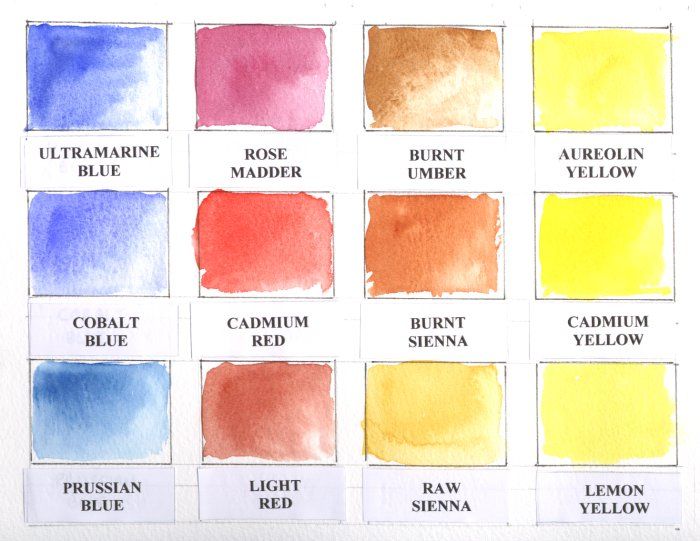 ULTRAMARINE
BLUE
ROSE
MADDER
BURNT
UMBER
AUREOLIN
YELLOW
COBALT
BLUE
CADMIUM
RED
BURNT
SIENNA
CADMIUM
YELLOW
PRUSSIAN
BLUE
LIGHT
RED
RAW
SIENNA
LEMON
YELLOW